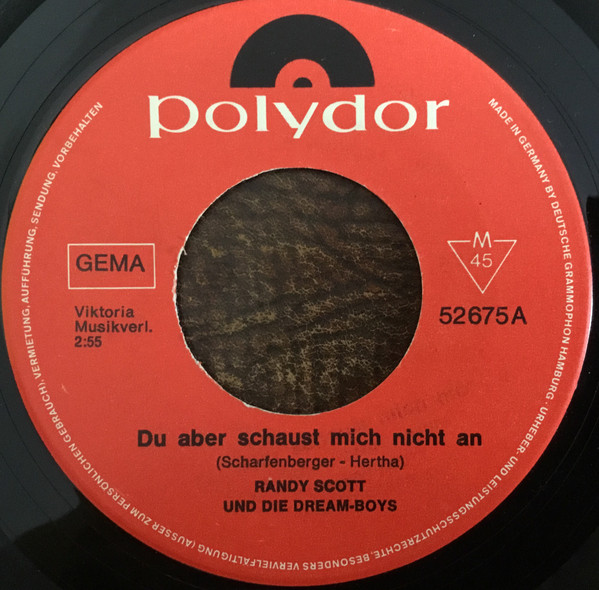 polydor
GEMA
Viktoria
Musikverl.
2:55
M
45
52675A
Du aber schaust mich nicht an
(Scharfenberger - Hertha)
RANDY SCOTT
UND DIE DREAM-BOYS
MADE IN GERMANY BY DEUTSCHE GRAMMOPHON HAMBURG · URHEBER- UND LEISTUNGSSCHUTZRECHTE, BESONDERS VERVIELFÄLTIGUNG (AUSSER ZUM PERSÖNLICHEN GEBRAUCH), VERMIETUNG, AUFFÜHRUNG, SENDUNG, VORBEHALTEN